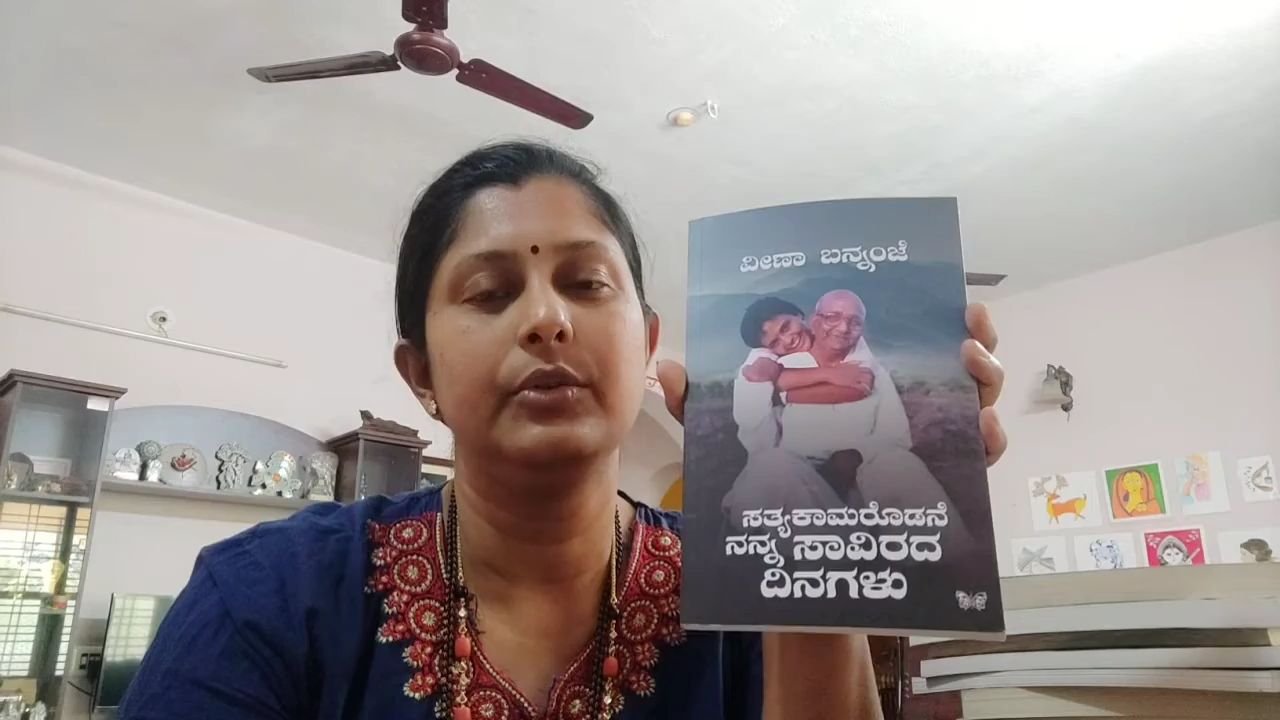 ವೀಣಾ ಬನ್ನಂಜೆ
ಸತ್ಯಕಾಮರೊಡನೆ
ನನ್ನ ಸಾವಿರದ
ದಿನಗಳು